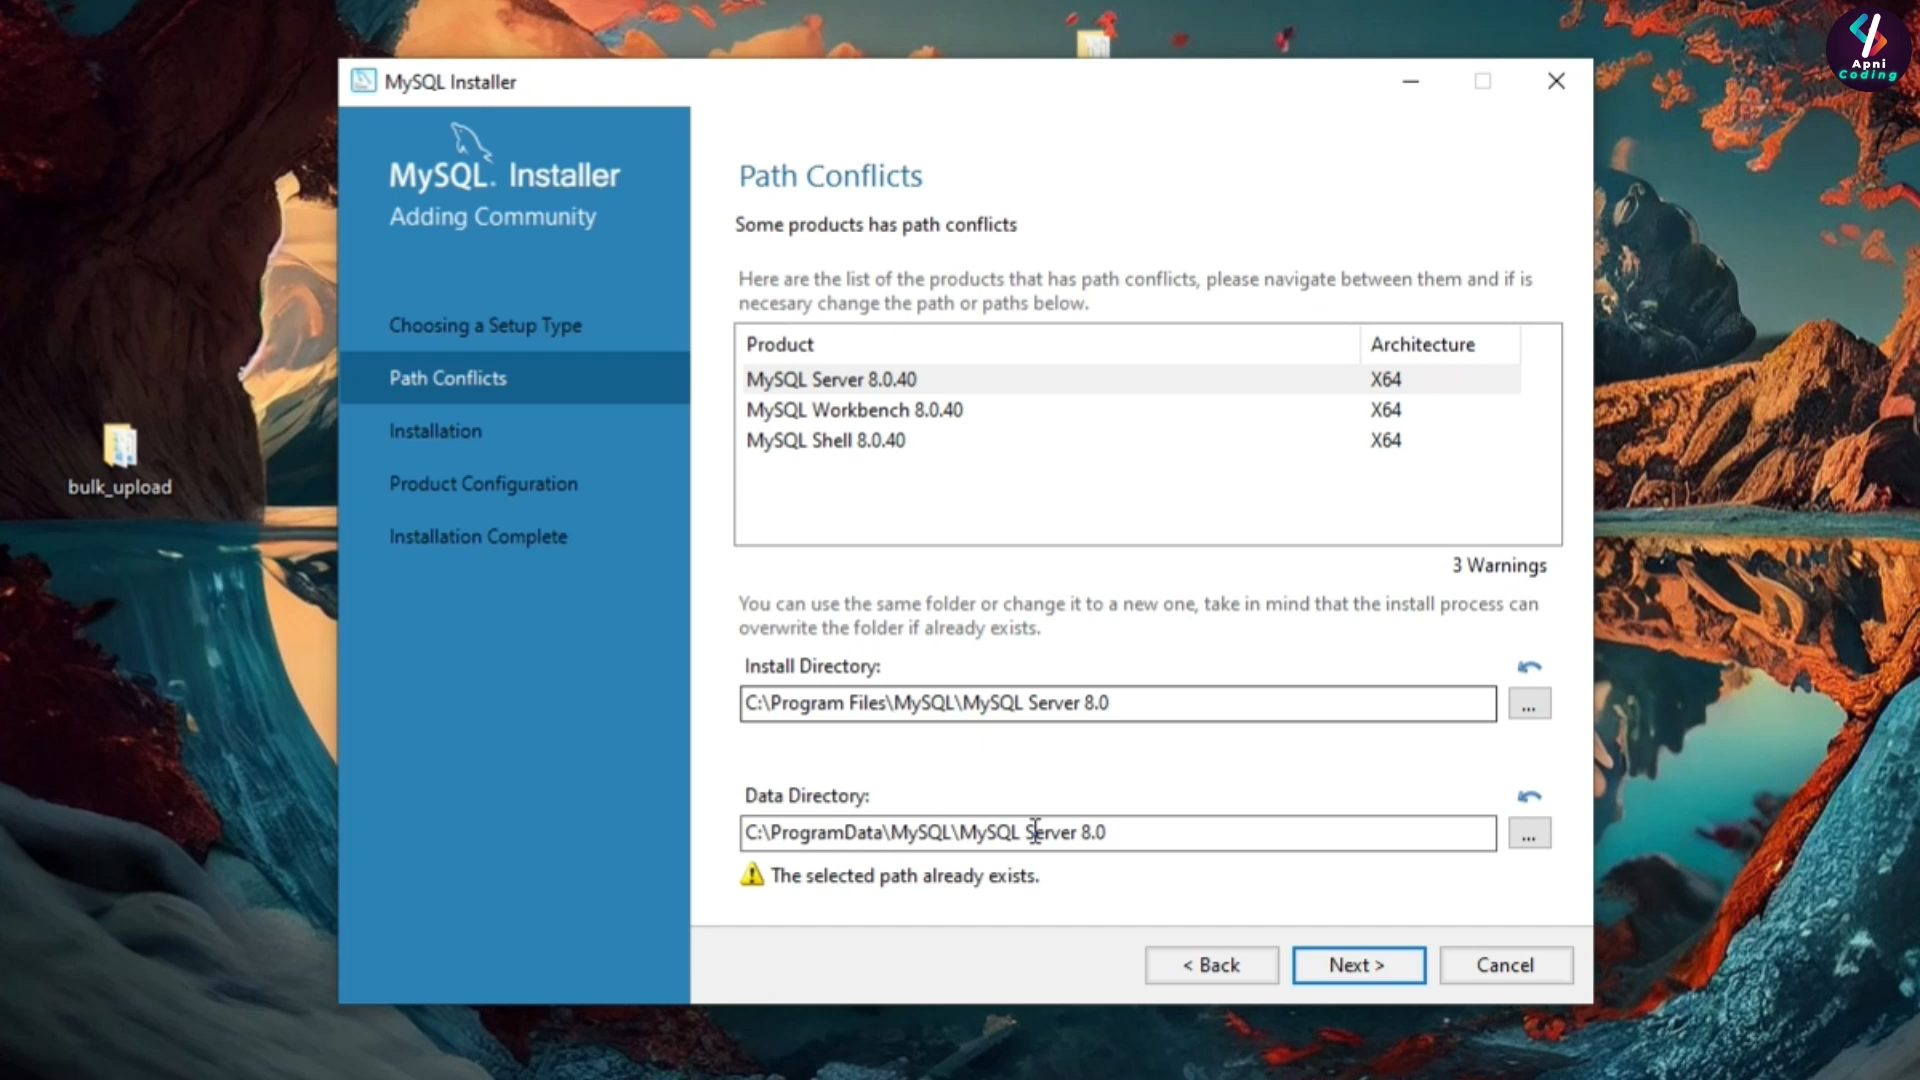 Apni
Coding
MySQL Installer
MySQL. Installer
Adding Community
Choosing a Setup Type
Path Conflicts
Installation
Product Configuration
Installation Complete
Path Conflicts
Some products has path conflicts
Here are the list of the products that has path conflicts, please navigate between them and if is
necesary change the path or paths below.
Product Architecture
MySQL Server 8.0.40 X64
MySQL Workbench 8.0.40 X64
MySQL Shell 8.0.40 X64
3 Warnings
You can use the same folder or change it to a new one, take in mind that the install process can
overwrite the folder if already exists.
Install Directory:
C:\Program Files\MySQL\MySQL Server 8.0
...
Data Directory:
C:\ProgramData\MySQL\MySQL Server 8.0
...
The selected path already exists.
< Back Next > Cancel
bulk_upload